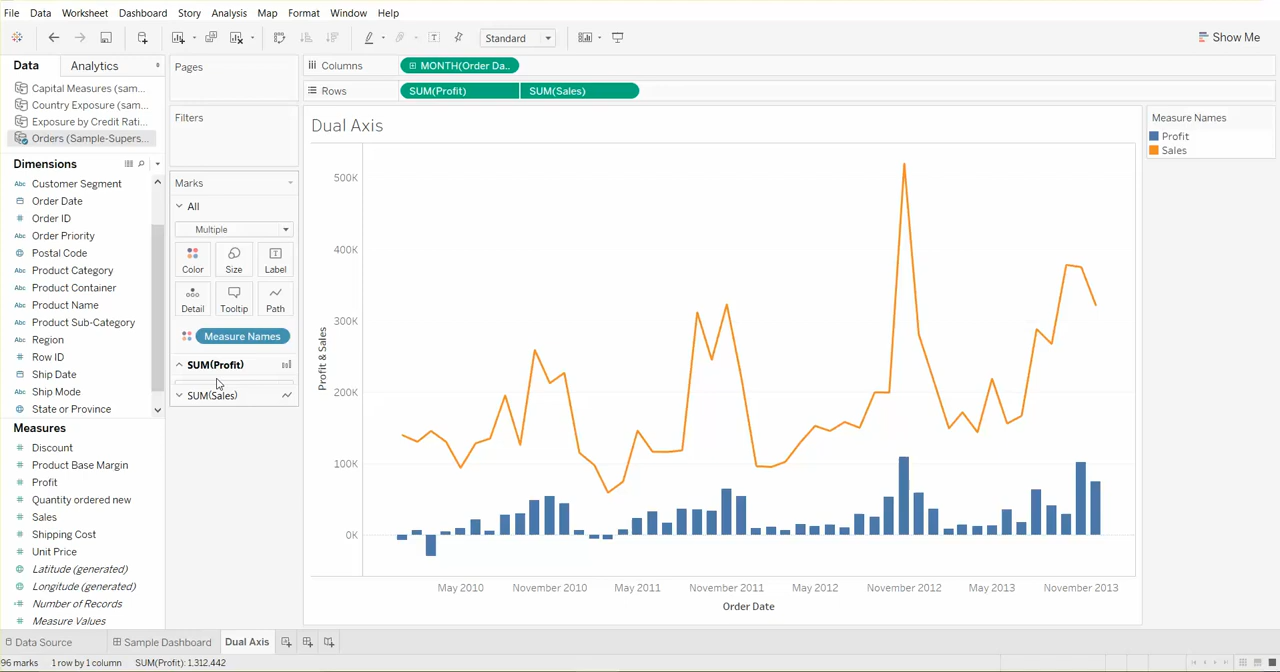 File Data Worksheet Dashboard Story Analysis Map Format Window Help
Standard
Show Me
Data
Analytics
Capital Measures (sam...
Country Exposure (sam...
Exposure by Credit Rati...
Orders (Sample-Supers...
Dimensions
Abc Customer Segment
Order Date
# Order ID
Abc Order Priority
Postal Code
Abc Product Category
Abc Product Container
Abc Product Name
Abc Product Sub-Category
Abc Region
# Row ID
Ship Date
Abc Ship Mode
State or Province
Measures
# Discount
# Product Base Margin
# Profit
# Quantity ordered new
# Sales
# Shipping Cost
# Unit Price
Latitude (generated)
Longitude (generated)
Number of Records
# Measure Values
Pages
Filters
Marks
All
Multiple
Color Size Label
Detail Tooltip Path
Measure Names
SUM(Profit)
SUM(Sales)
Columns MONTH(Order Da..
Rows SUM(Profit) SUM(Sales)
Dual Axis
500K
400K
300K
200K
100K
0K
Profit & Sales
May 2010 November 2010 May 2011 November 2011 May 2012 November 2012 May 2013 November 2013
Order Date
Measure Names
Profit
Sales
Data Source Sample Dashboard Dual Axis
96 marks 1 row by 1 column SUM(Profit): 1.312.442